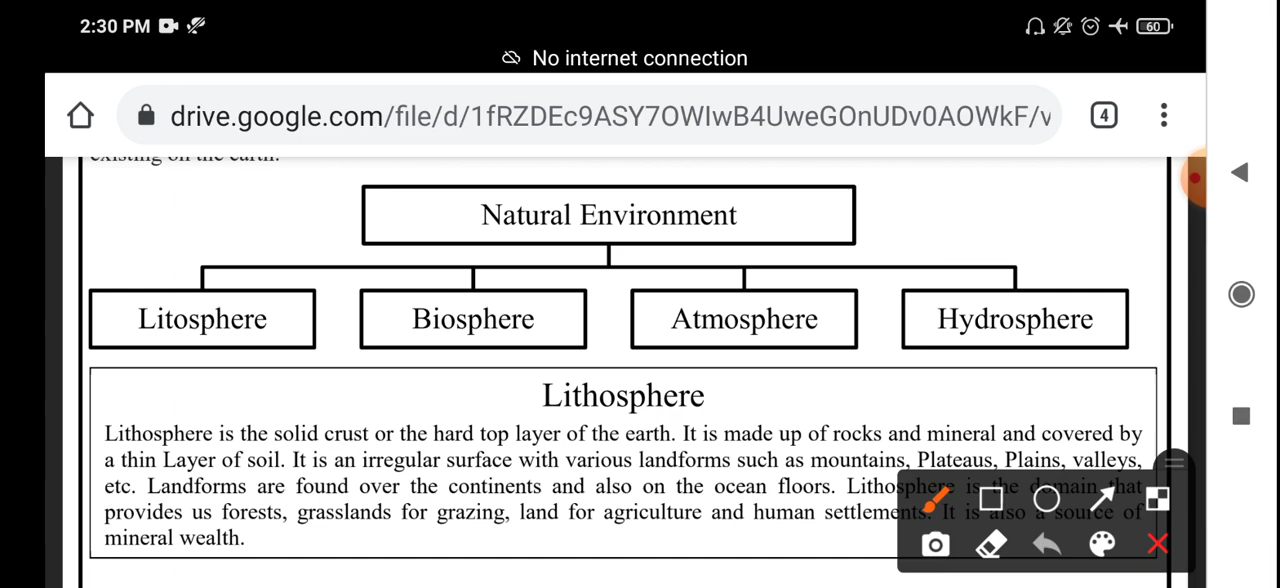 2:30 PM
60
No internet connection
drive.google.com/file/d/1fRZDEc9ASY7OWIwB4UweGOnUDv0AOWkF/v
4
existing on the earth.
Natural Environment
Litosphere Biosphere Atmosphere Hydrosphere
Lithosphere
Lithosphere is the solid crust or the hard top layer of the earth. It is made up of rocks and mineral and covered by
a thin Layer of soil. It is an irregular surface with various landforms such as mountains, Plateaus, Plains, valleys,
etc. Landforms are found over the continents and also on the ocean floors. Lithosphere is the domain that
provides us forests, grasslands for grazing, land for agriculture and human settlements. It is also a source of
mineral wealth.